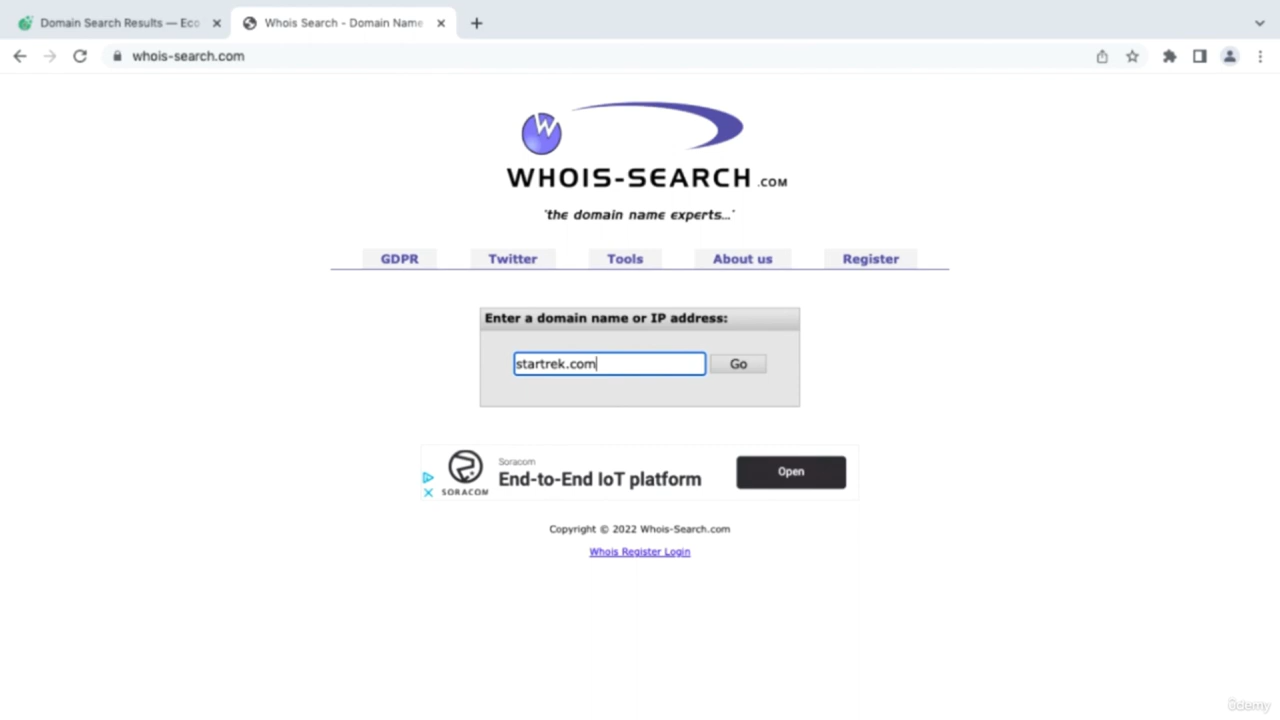 Domain Search Results — Eco
Whois Search - Domain Name
whois-search.com
W
WHOIS-SEARCH .COM
'the domain name experts...'
GDPR Twitter Tools About us Register
Enter a domain name or IP address:
startrek.com Go
Soracom
End-to-End IoT platform
SORACOM
Open
Copyright © 2022 Whois-Search.com
Whois Register Login
ûdemy